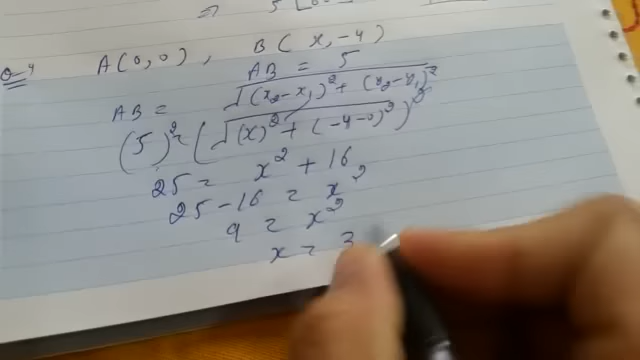 ⇒ 5
Q 4 A(0,0), B(x,-4)
AB = 5
AB = √(x₂-x₁)² + (y₂-y₁)²
(5)² = (√(x)² + (-4-0)²)²
25 = x² + 16
25-16 = x²
9 = x²
x = 3